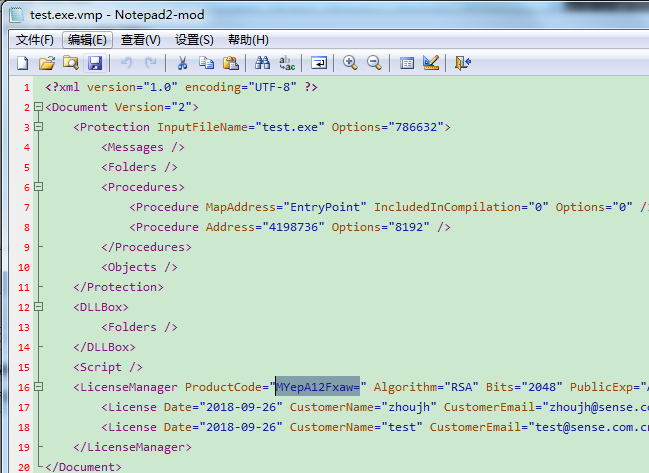 test.exe.vmp - Notepad2-mod
文件(F) 编辑(E) 查看(V) 设置(S) 帮助(H)
1 <?xml version="1.0" encoding="UTF-8" ?>
2 <Document Version="2">
3 <Protection InputFileName="test.exe" Options="786632">
4 <Messages />
5 <Folders />
6 <Procedures>
7 <Procedure MapAddress="EntryPoint" IncludedInCompilation="0" Options="0" /
8 <Procedure Address="4198736" Options="8192" />
9 </Procedures>
10 <Objects />
11 </Protection>
12 <DLLBox>
13 <Folders />
14 </DLLBox>
15 <Script />
16 <LicenseManager ProductCode="MYepA12Fxaw=" Algorithm="RSA" Bits="2048" PublicExp="A
17 <License Date="2018-09-26" CustomerName="zhoujh" CustomerEmail="zhoujh@sense.com
18 <License Date="2018-09-26" CustomerName="test" CustomerEmail="test@sense.com.cn
19 </LicenseManager>
20 </Document>